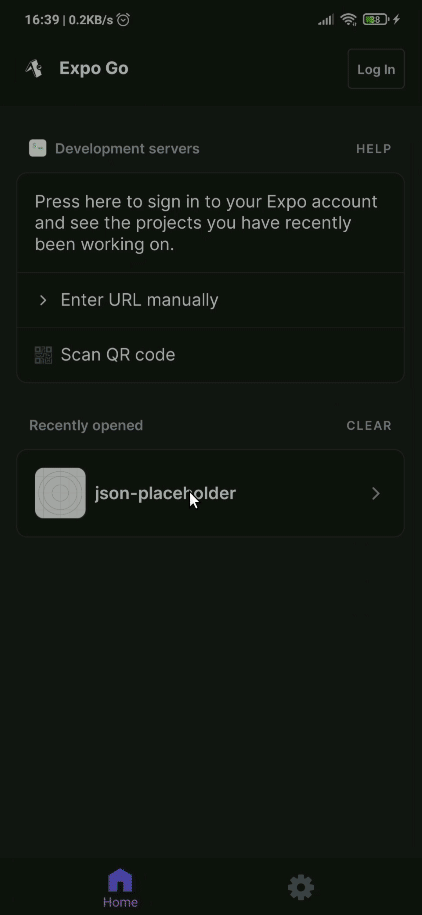 16:39 | 0.2KB/s
88
Expo Go
Log In
Development servers
HELP
Press here to sign in to your Expo account
and see the projects you have recently
been working on.
Enter URL manually
Scan QR code
Recently opened
CLEAR
json-placeholder
Home